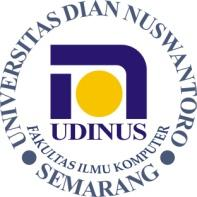 UNIVERSITAS DIAN NUSWANTORO
UDINUS
FAKULTAS ILMU KOMPUTER
• SEMARANG •